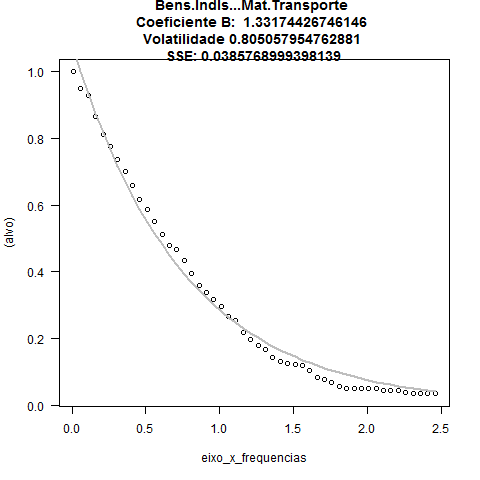 Bens.Indis...Mat.Transporte
Coeficiente B:  1.33174426746146
Volatilidade 0.805057954762881
SSE: 0.0385768999398139
1.0
0.8
0.6
0.4
0.2
0.0
(alvo)
0.0 0.5 1.0 1.5 2.0 2.5
eixo_x_frequencias